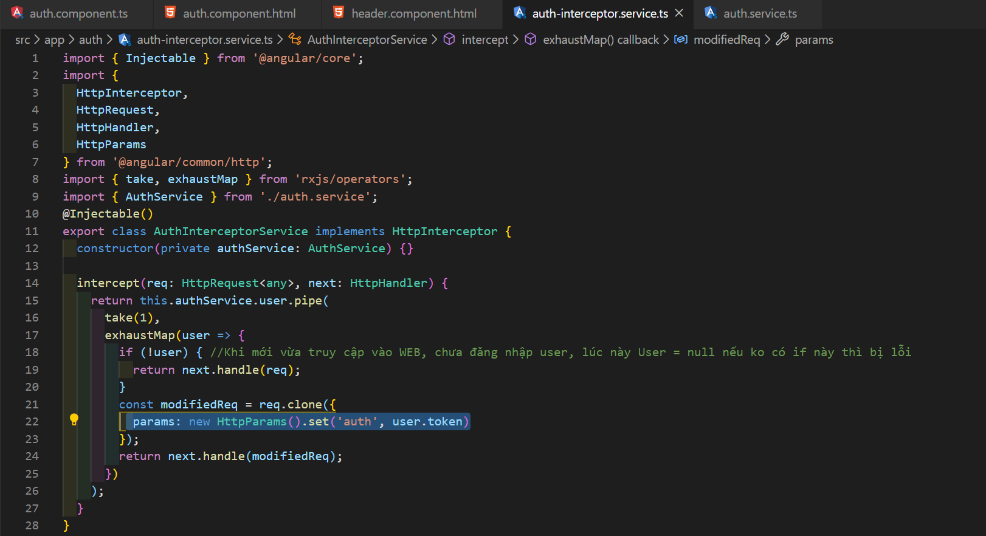 auth.component.ts auth.component.html header.component.html auth-interceptor.service.ts auth.service.ts
src > app > auth > auth-interceptor.service.ts > AuthInterceptorService > intercept > exhaustMap() callback > modifiedReq > params
1 import { Injectable } from '@angular/core';
2 import {
3 HttpInterceptor,
4 HttpRequest,
5 HttpHandler,
6 HttpParams
7 } from '@angular/common/http';
8 import { take, exhaustMap } from 'rxjs/operators';
9 import { AuthService } from './auth.service';
10 @Injectable()
11 export class AuthInterceptorService implements HttpInterceptor {
12 constructor(private authService: AuthService) {}
13
14 intercept(req: HttpRequest<any>, next: HttpHandler) {
15 return this.authService.user.pipe(
16 take(1),
17 exhaustMap(user => {
18 if (!user) { //Khi mới vừa truy cập vào WEB, chưa đăng nhập user, lúc này User = null nếu ko có if này thì bị lỗi
19 return next.handle(req);
20 }
21 const modifiedReq = req.clone({
22 params: new HttpParams().set('auth', user.token)
23 });
24 return next.handle(modifiedReq);
25 })
26 );
27 }
28 }